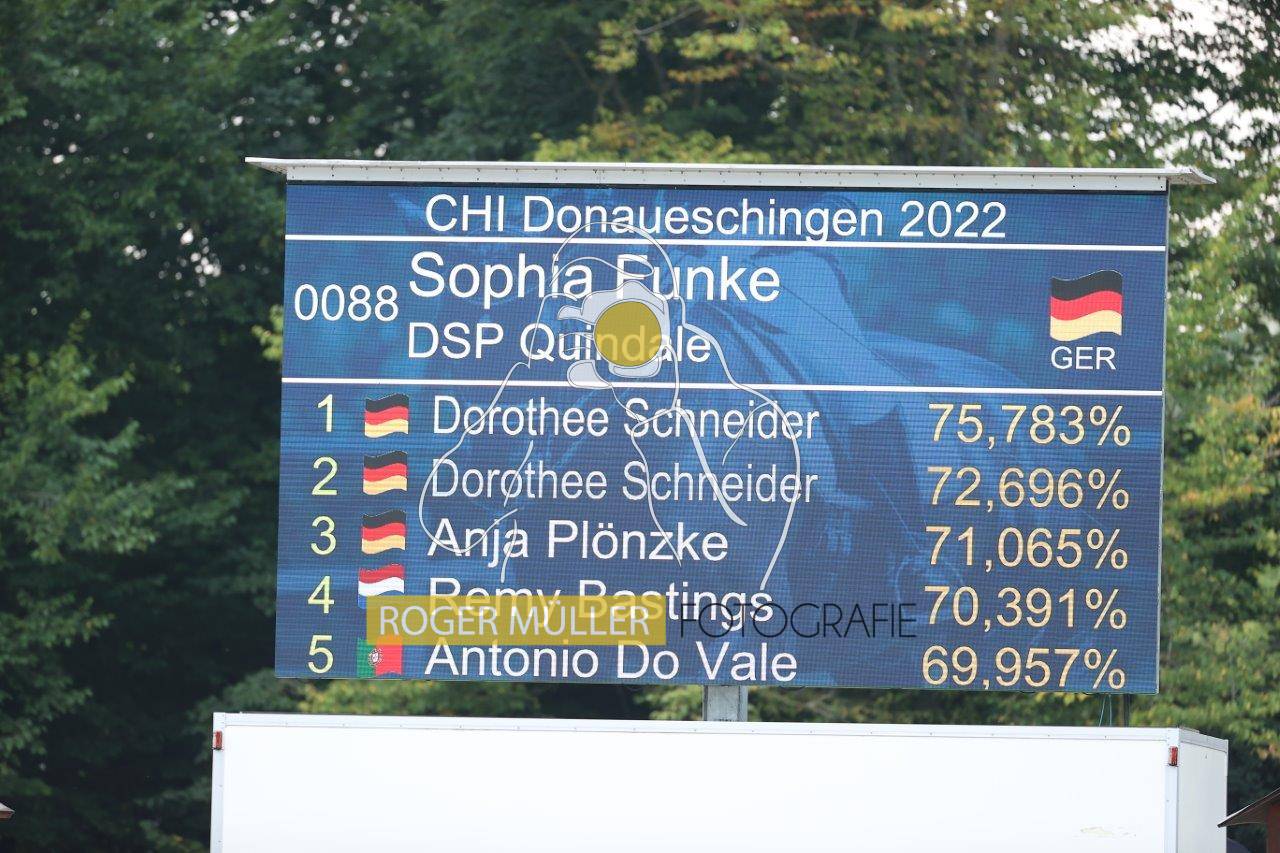 CHI Donaueschingen 2022
0088 Sophia Funke
DSP Quindale
GER
1 Dorothee Schneider 75,783%
2 Dorothee Schneider 72,696%
3 Anja Plönzke 71,065%
4 Remy Bastings 70,391%
ROGER MÜLLER FOTOGRAFIE
5 Antonio Do Vale 69,957%